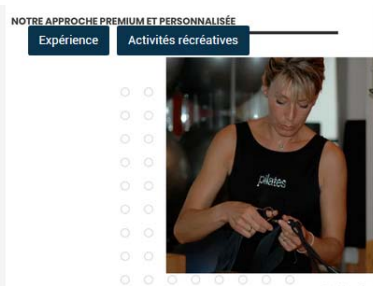 NOTRE APPROCHE PREMIUM ET PERSONNALISÉE
Expérience Activités récréatives
pilates